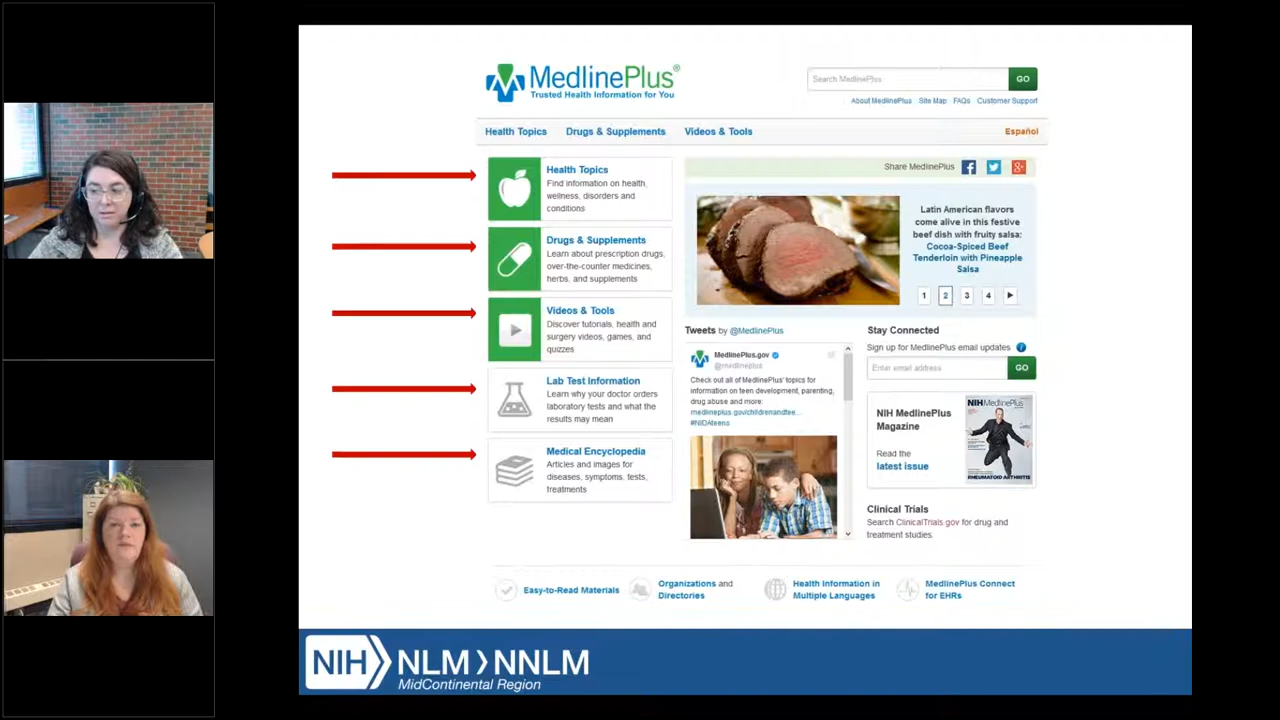 MedlinePlus®
Trusted Health Information for You
Search MedlinePlus
GO
About MedlinePlus Site Map FAQs Customer Support
Health Topics Drugs & Supplements Videos & Tools Español
Health Topics
Find information on health,
wellness, disorders and
conditions
Drugs & Supplements
Learn about prescription drugs,
over-the-counter medicines,
herbs, and supplements
Videos & Tools
Discover tutorials, health and
surgery videos, games, and
quizzes
Lab Test Information
Learn why your doctor orders
laboratory tests and what the
results may mean
Medical Encyclopedia
Articles and images for
diseases, symptoms, tests,
treatments
Share MedlinePlus
Latin American flavors
come alive in this festive
beef dish with fruity salsa:
Cocoa-Spiced Beef
Tenderloin with Pineapple
Salsa
1 2 3 4
Tweets by @MedlinePlus
MedlinePlus.gov
@medlineplus
Check out all of MedlinePlus' topics for
information on teen development, parenting,
drug abuse and more:
medlineplus.gov/childrenandtee...
#NIDAteens
Stay Connected
Sign up for MedlinePlus email updates
Enter email address
GO
NIH MedlinePlus
Magazine
Read the
latest issue
NIH MedlinePlus
RHEUMATOID ARTHRITIS
Clinical Trials
Search ClinicalTrials.gov for drug and
treatment studies.
Easy-to-Read Materials
Organizations and
Directories
Health Information in
Multiple Languages
MedlinePlus Connect
for EHRs
NIH NLM NNLM
MidContinental Region